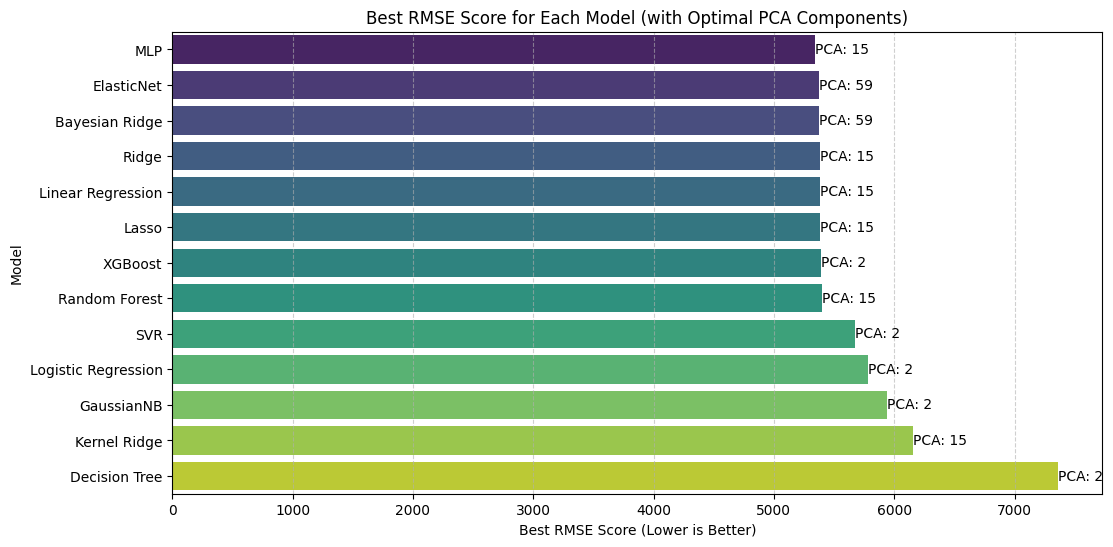 Best RMSE Score for Each Model (with Optimal PCA Components)
MLP PCA: 15
ElasticNet PCA: 59
Bayesian Ridge PCA: 59
Ridge PCA: 15
Linear Regression PCA: 15
Lasso PCA: 15
XGBoost PCA: 2
Random Forest PCA: 15
SVR PCA: 2
Logistic Regression PCA: 2
GaussianNB PCA: 2
Kernel Ridge PCA: 15
Decision Tree PCA: 2
Model
0 1000 2000 3000 4000 5000 6000 7000
Best RMSE Score (Lower is Better)